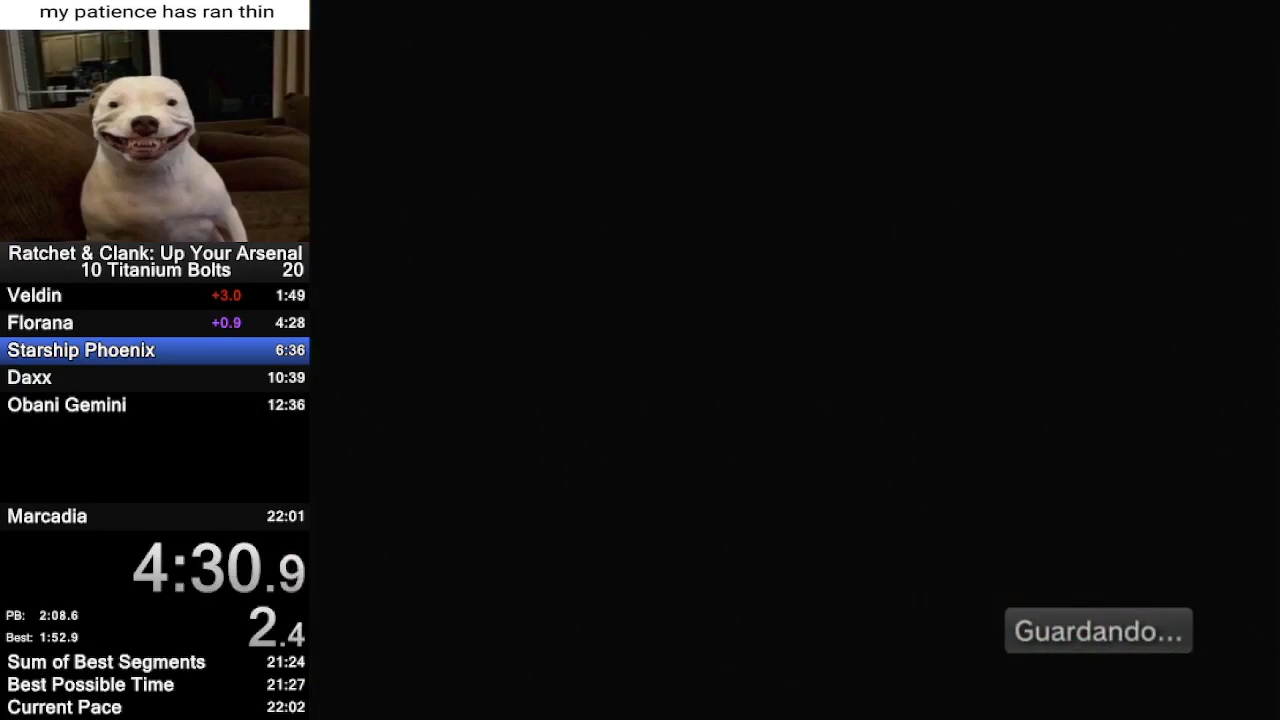 my patience has ran thin
Ratchet & Clank: Up Your Arsenal
10 Titanium Bolts 20
Veldin +3.0 1:49
Florana +0.9 4:28
Starship Phoenix 6:36
Daxx 10:39
Obani Gemini 12:36
Marcadia 22:01
4:30.9
PB: 2:08.6
2.4
Best: 1:52.9
Sum of Best Segments 21:24
Best Possible Time 21:27
Current Pace 22:02
Guardando...